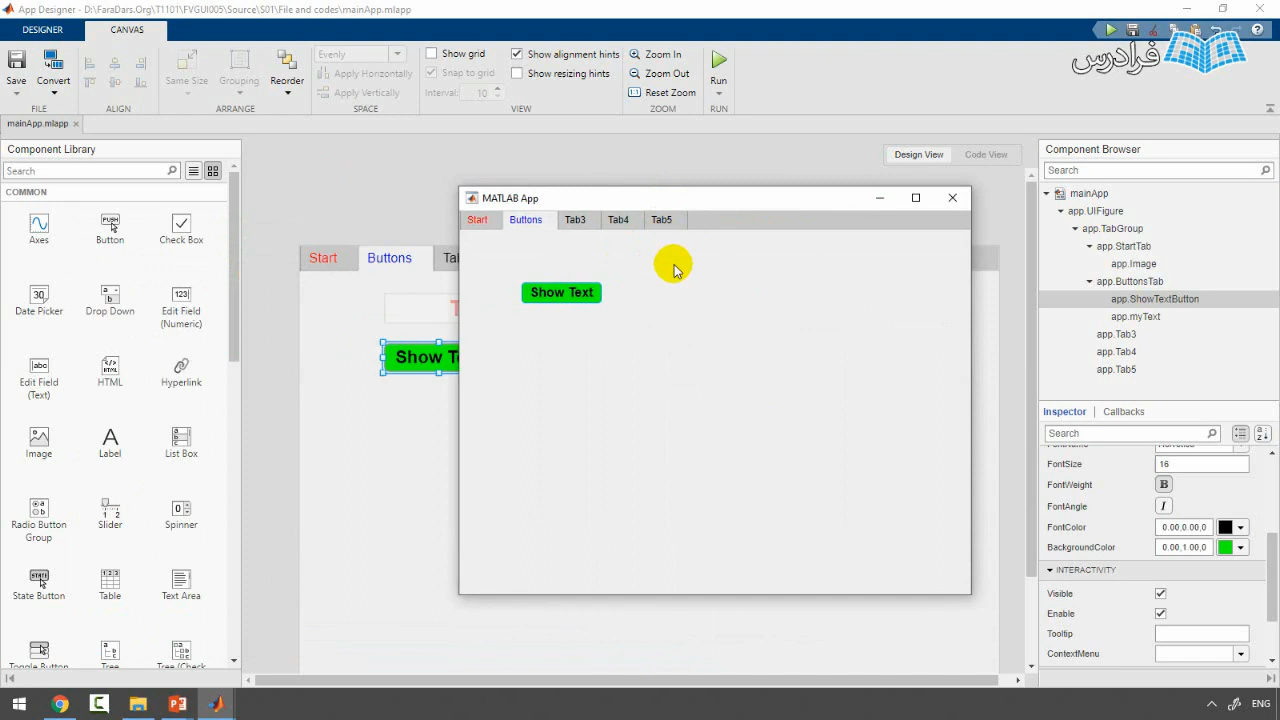 App Designer - D:\FaraDars.Org\T1101\FVGUI005\Source\S01\File and codes\mainApp.mlapp
DESIGNER CANVAS
فرادرس
Save Convert Same Size Grouping Reorder
Evenly
Apply Horizontally
Apply Vertically
Show grid
Snap to grid
Interval: 10
Show alignment hints
Show resizing hints
Zoom In
Zoom Out
Reset Zoom
Run
FILE ALIGN ARRANGE SPACE VIEW ZOOM RUN
mainApp.mlapp
Component Library
Search
COMMON
Axes Button Check Box
Date Picker Drop Down Edit Field
(Numeric)
Edit Field
(Text)
HTML Hyperlink
Image Label List Box
Radio Button
Group
Slider Spinner
State Button Table Text Area
Toggle Button Tree Tree (Check
Design View Code View
Start Buttons
MATLAB App
Start Buttons Tab3 Tab4 Tab5
Show Text
Component Browser
Search
mainApp
app.UIFigure
app.TabGroup
app.StartTab
app.Image
app.ButtonsTab
app.ShowTextButton
app.myText
app.Tab3
app.Tab4
app.Tab5
Inspector Callbacks
Search
FontName Helvetica
FontSize 16
FontWeight B
FontAngle I
FontColor 0.00,0.00,0
BackgroundColor 0.00,1.00,0
INTERACTIVITY
Visible
Enable
Tooltip
ContextMenu
ENG